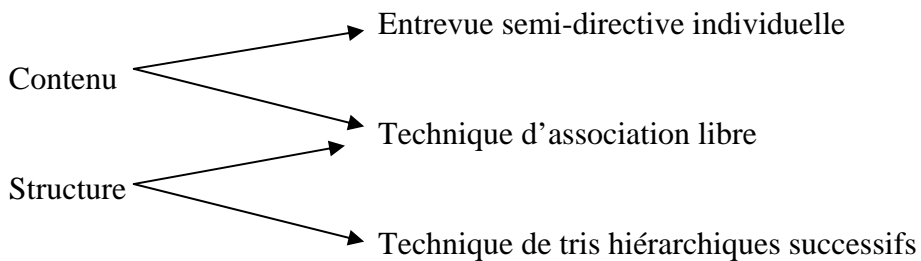 Entrevue semi-directive individuelle
Contenu
Technique d’association libre
Structure
Technique de tris hiérarchiques successifs